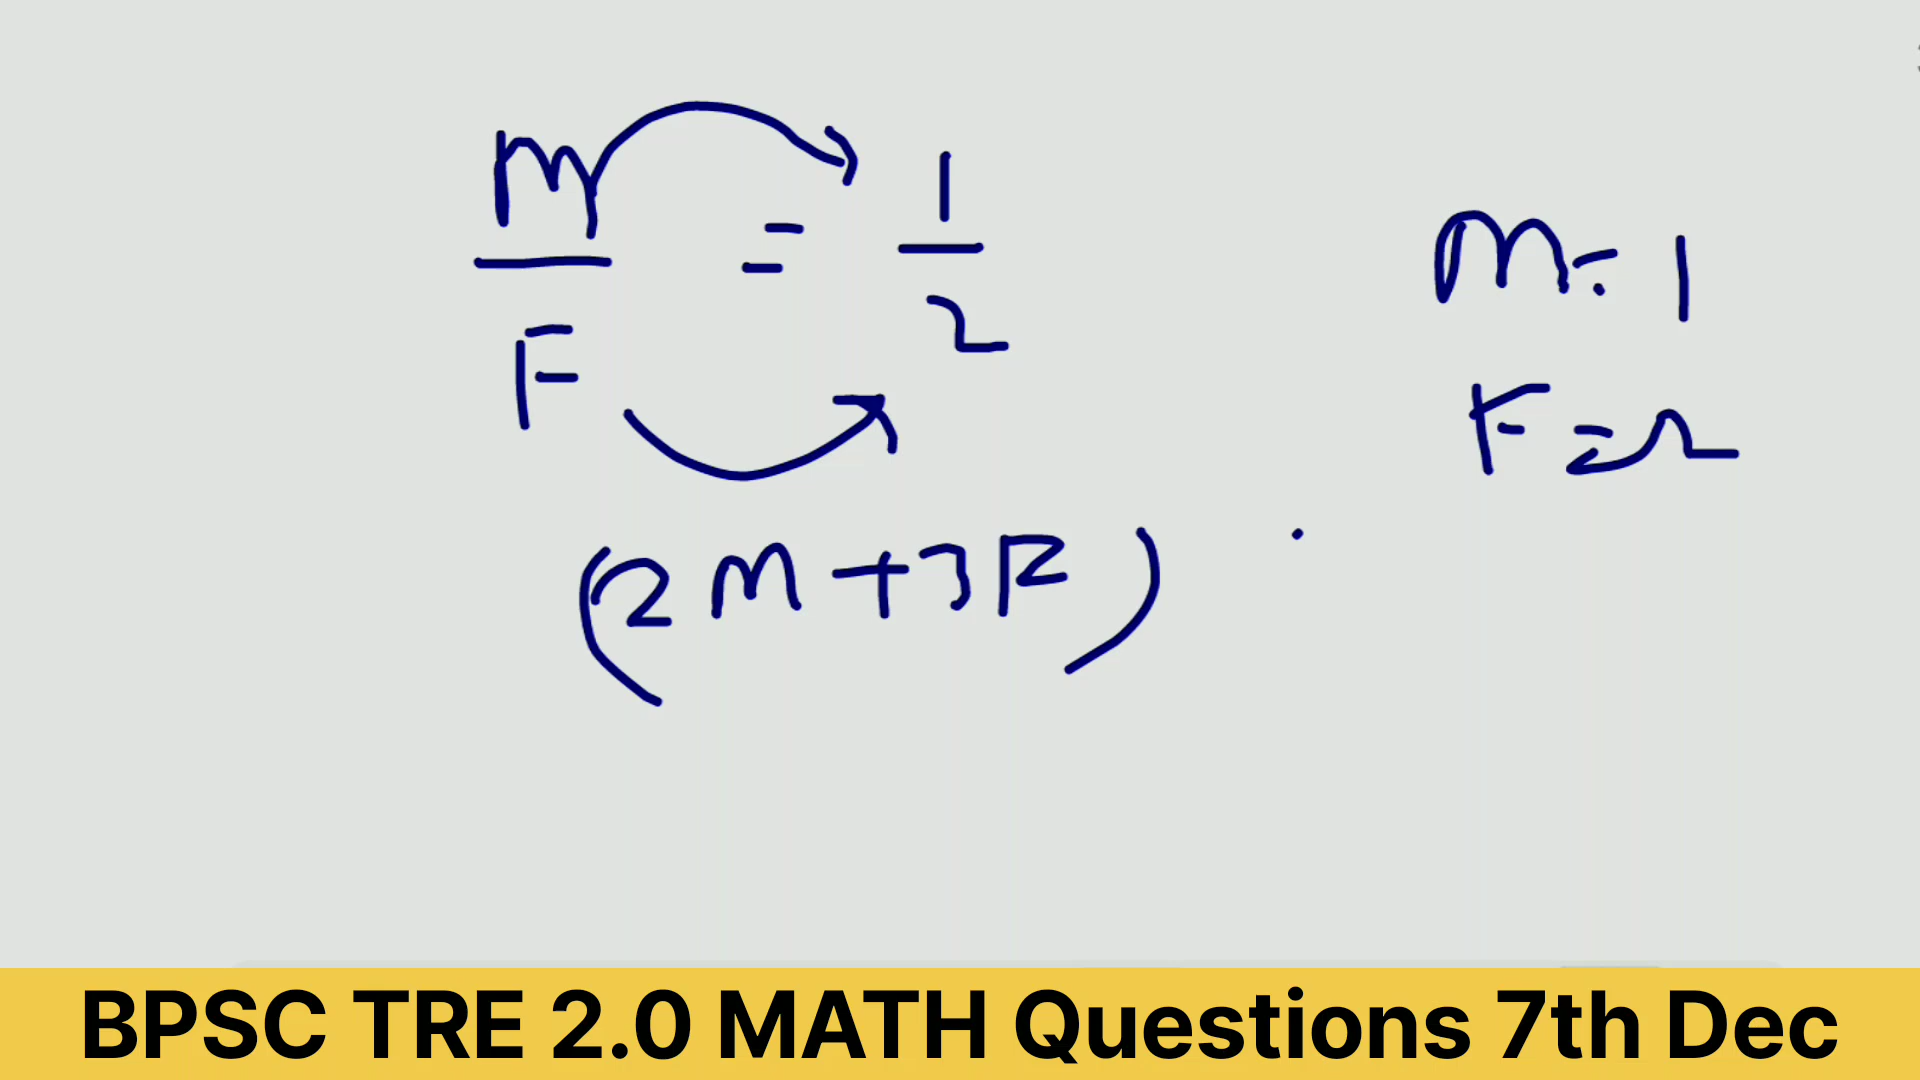 M/F = 1/2
M = 1
F = 2
(2M+3F)
BPSC TRE 2.0 MATH Questions 7th Dec